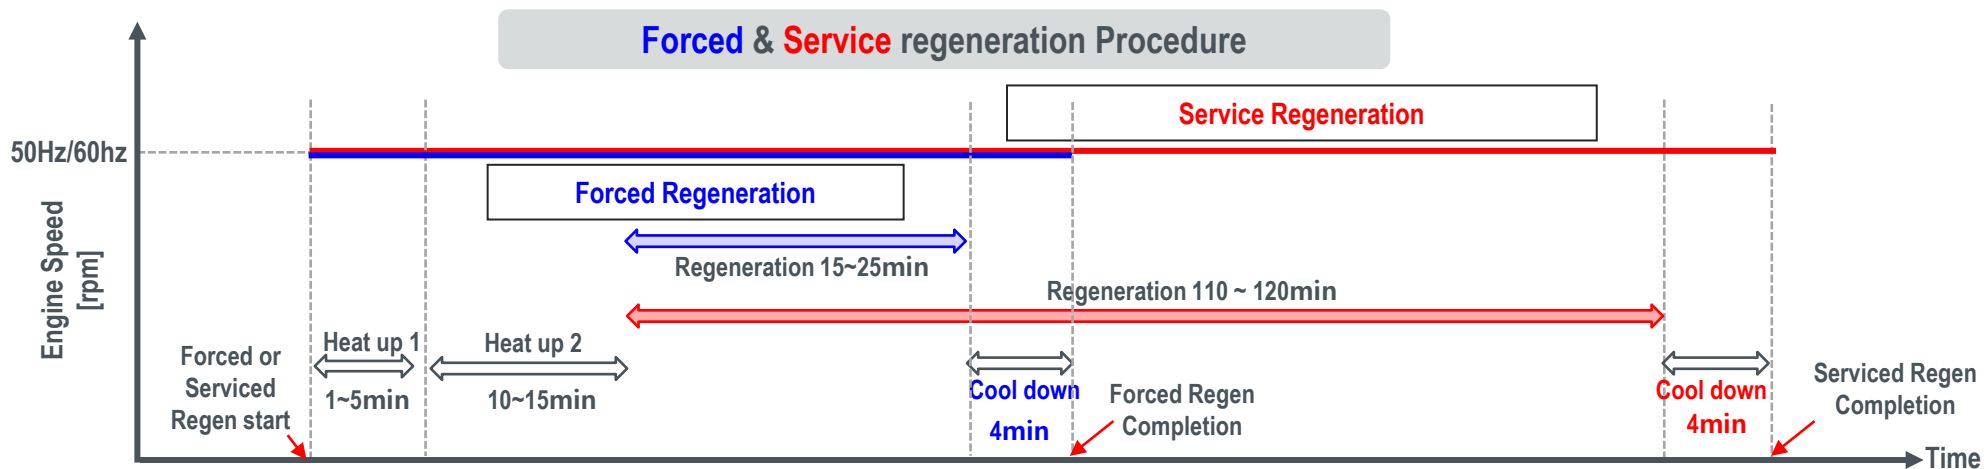 Forced & Service regeneration Procedure
Service Regeneration
50Hz/60hz
Forced Regeneration
Engine Speed
[rpm]
Regeneration 15~25min
Regeneration 110 ~ 120min
Heat up 1
1~5min
Heat up 2
10~15min
Forced or
Serviced
Regen start
Cool down
4min
Forced Regen
Completion
Cool down
4min
Serviced Regen
Completion
Time